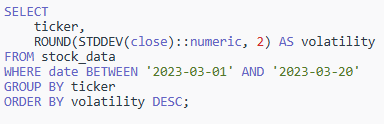 SELECT
    ticker,
    ROUND(STDDEV(close)::numeric, 2) AS volatility
FROM stock_data
WHERE date BETWEEN '2023-03-01' AND '2023-03-20'
GROUP BY ticker
ORDER BY volatility DESC;